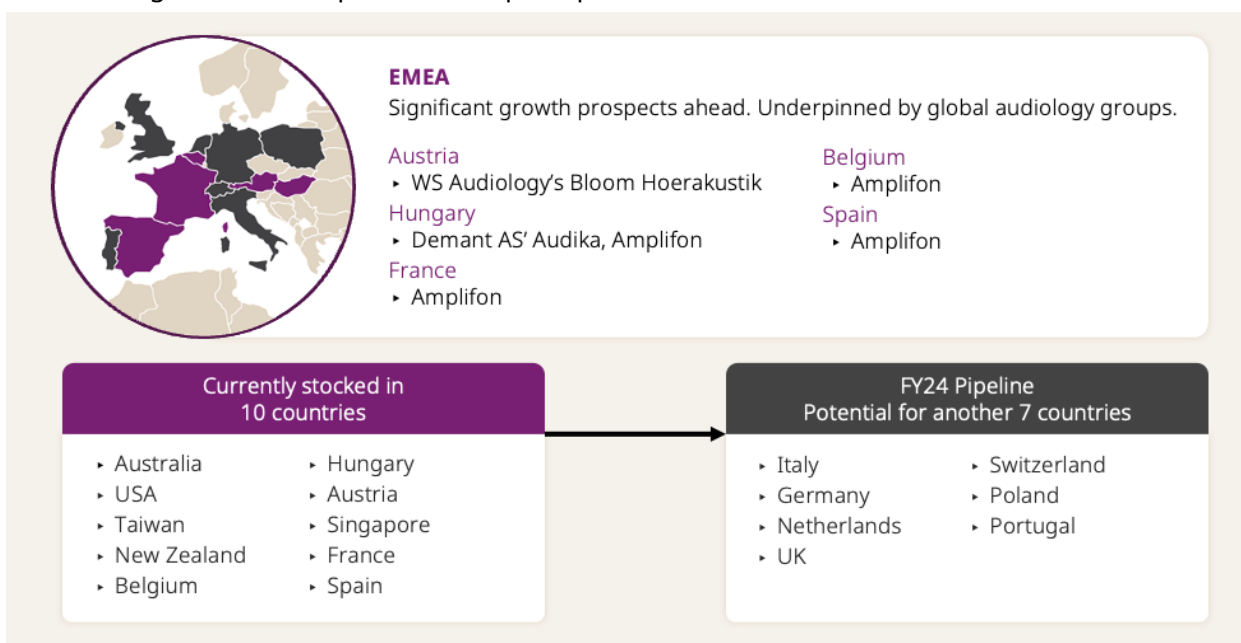 EMEA
Significant growth prospects ahead. Underpinned by global audiology groups.
Austria
‣ WS Audiology’s Bloom Hoerakustik
Hungary
‣ Demant AS’ Audika, Amplifon
France
‣ Amplifon
Belgium
‣ Amplifon
Spain
‣ Amplifon
Currently stocked in
10 countries
‣ Australia
‣ USA
‣ Taiwan
‣ New Zealand
‣ Belgium
‣ Hungary
‣ Austria
‣ Singapore
‣ France
‣ Spain
FY24 Pipeline
Potential for another 7 countries
‣ Italy
‣ Germany
‣ Netherlands
‣ UK
‣ Switzerland
‣ Poland
‣ Portugal